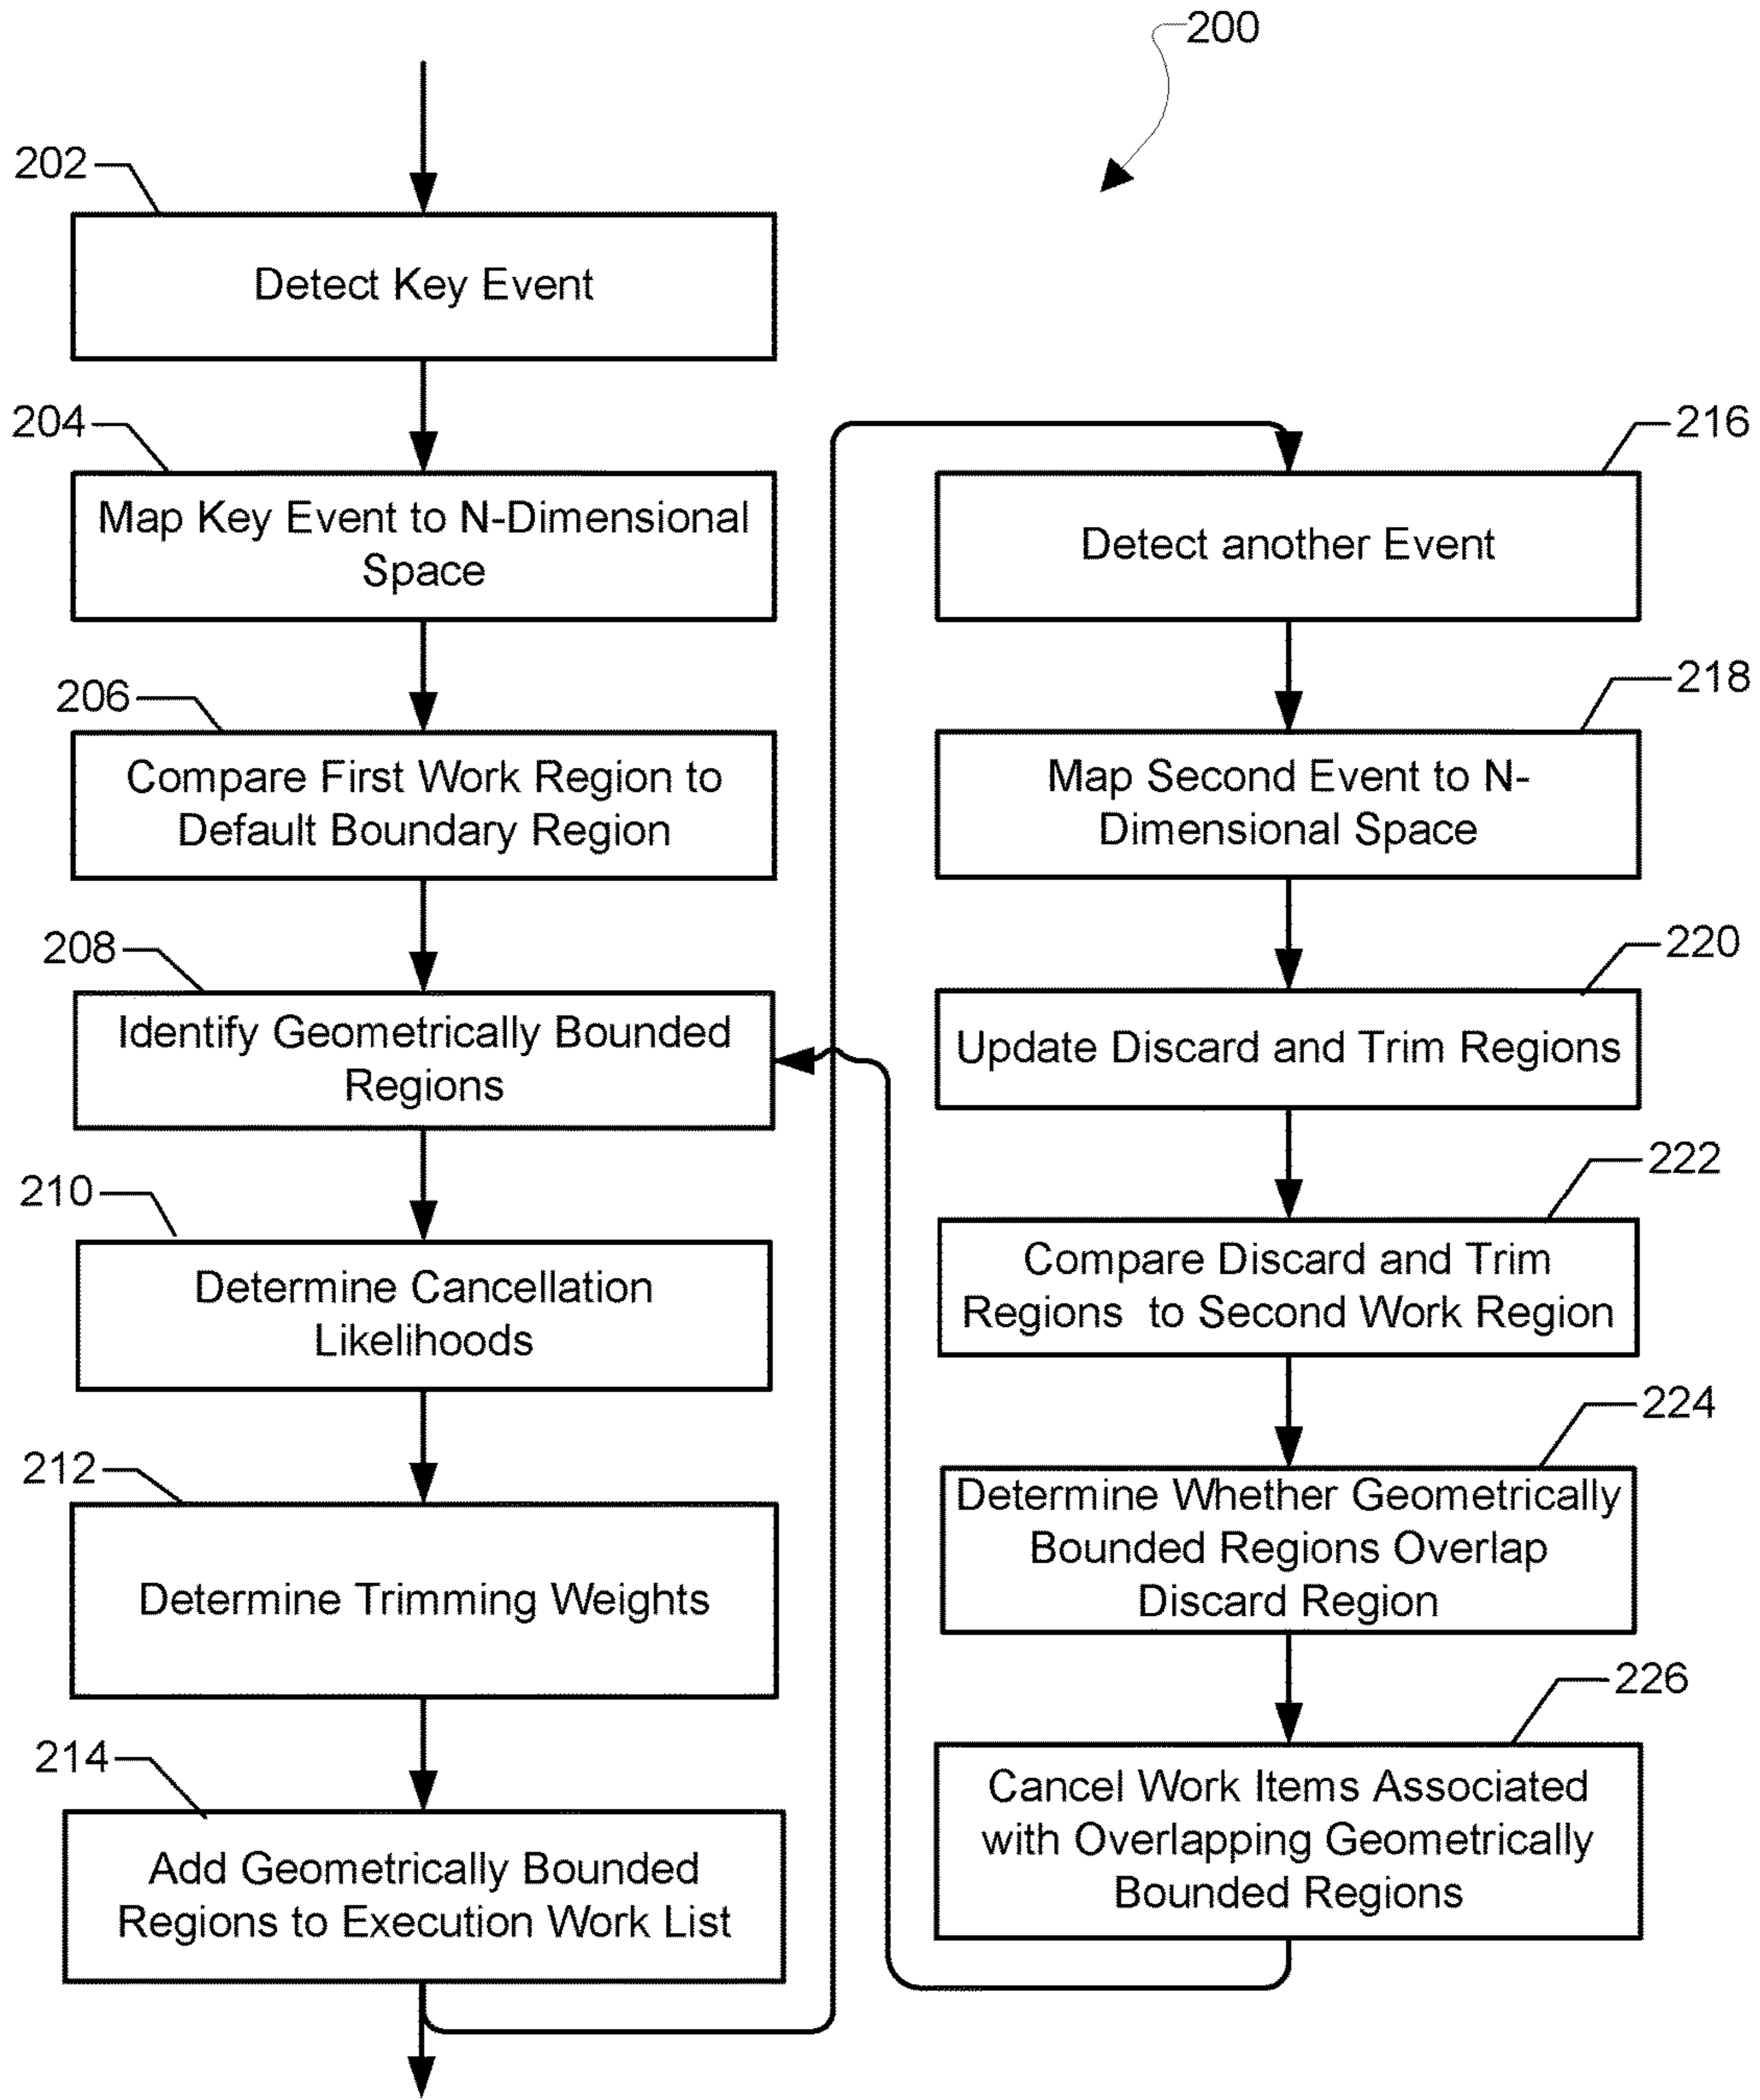 200
202
Detect Key Event
204
Map Key Event to N-Dimensional
Space
206
Compare First Work Region to
Default Boundary Region
208
Identify Geometrically Bounded
Regions
210
Determine Cancellation
Likelihoods
212
Determine Trimming Weights
214
Add Geometrically Bounded
Regions to Execution Work List
216
Detect another Event
218
Map Second Event to N-
Dimensional Space
220
Update Discard and Trim Regions
222
Compare Discard and Trim
Regions to Second Work Region
224
Determine Whether Geometrically
Bounded Regions Overlap
Discard Region
226
Cancel Work Items Associated
with Overlapping Geometrically
Bounded Regions